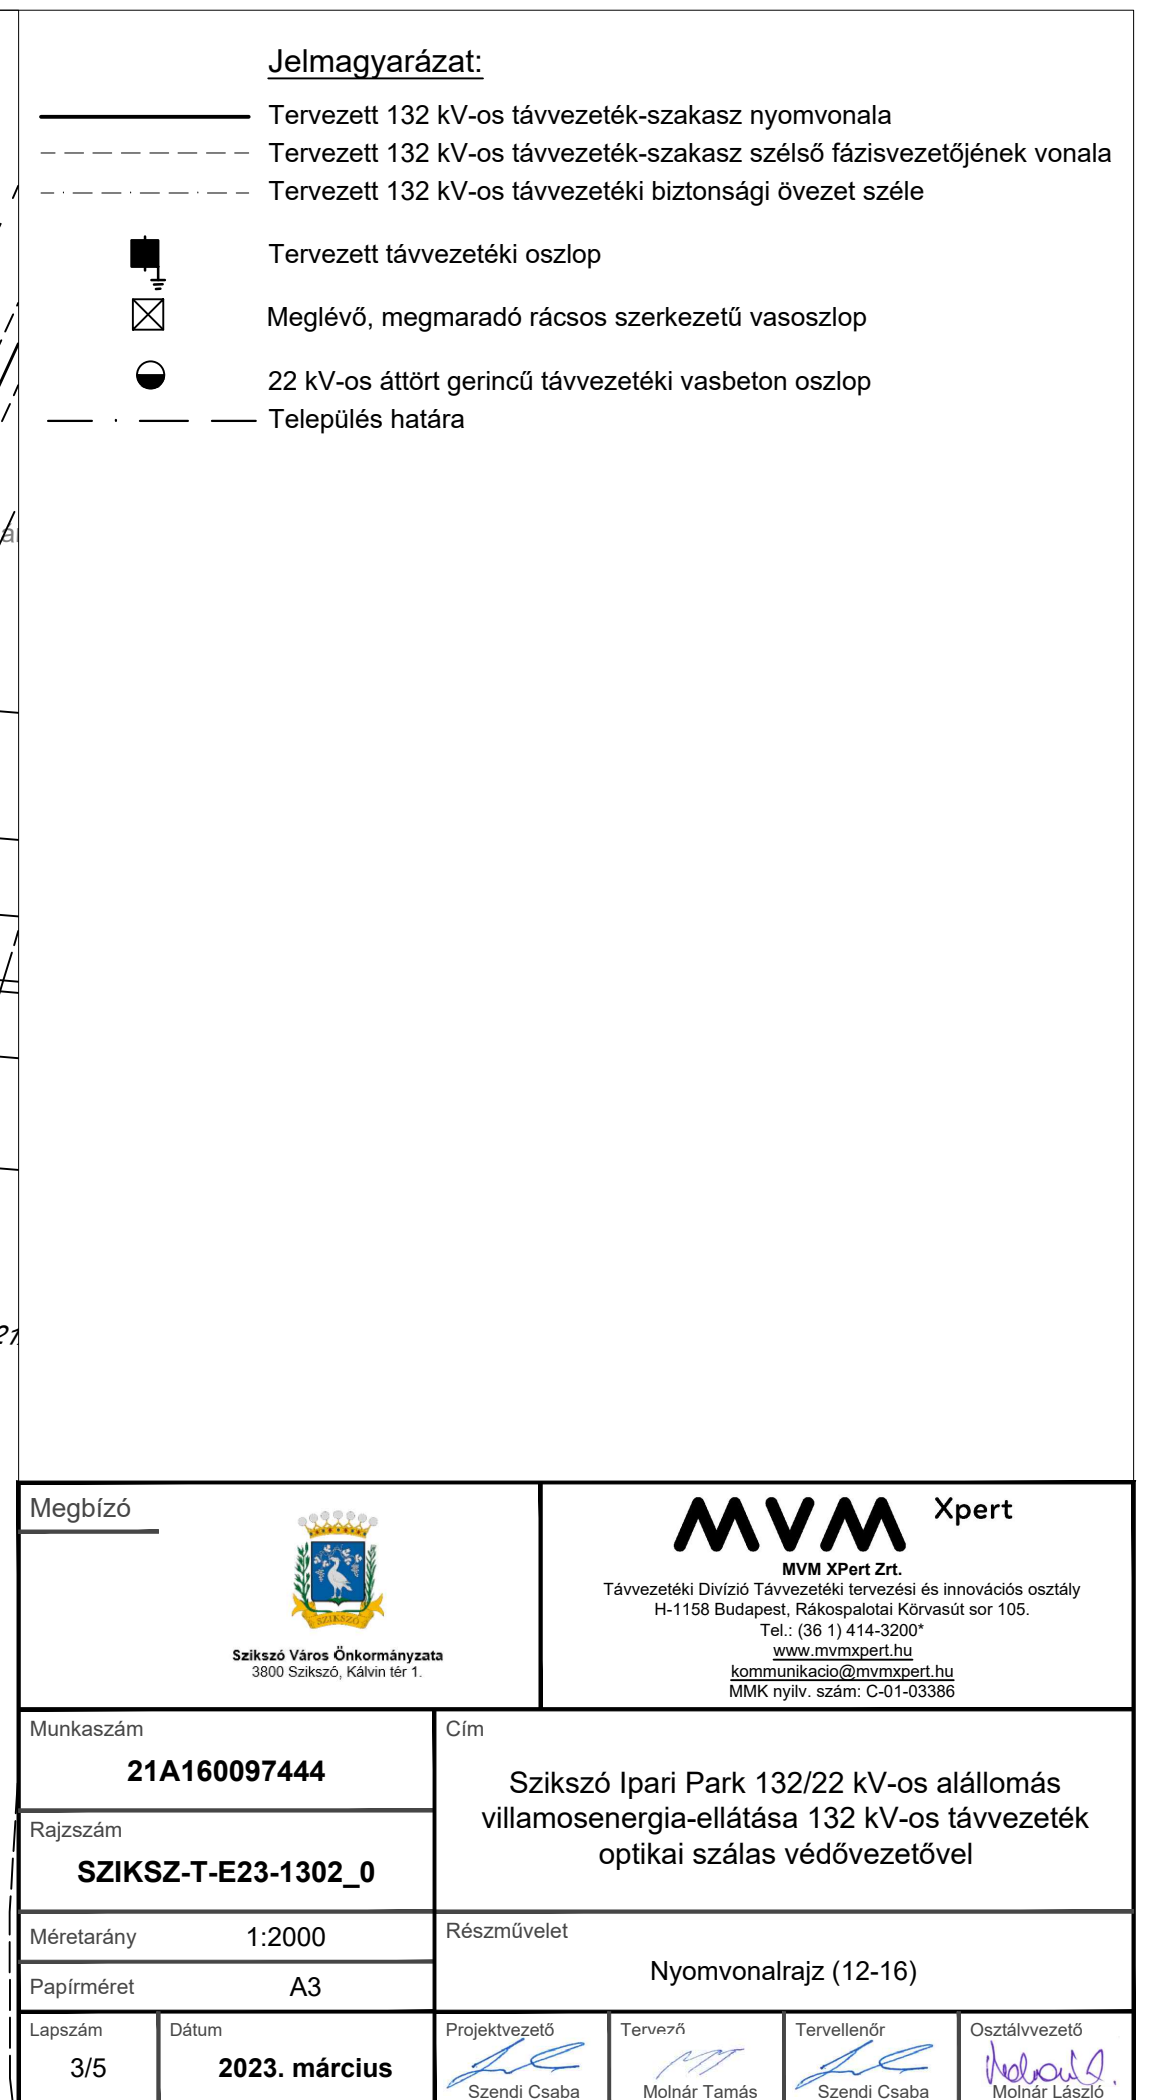 Jelmagyarázat:
Tervezett 132 kV-os távvezeték-szakasz nyomvonala
Tervezett 132 kV-os távvezeték-szakasz szélső fázisvezetőjének vonala
Tervezett 132 kV-os távvezetéki biztonsági övezet széle
Tervezett távvezetéki oszlop
Meglévő, megmaradó rácsos szerkezetű vasoszlop
22 kV-os áttört gerincű távvezetéki vasbeton oszlop
Település határa
Megbízó
SZIKSZÓ
Szikszó Város Önkormányzata
3800 Szikszó, Kálvin tér 1.
MVM Xpert
MVM XPert Zrt.
Távvezetéki Divízió Távvezetéki tervezési és innovációs osztály
H-1158 Budapest, Rákospalotai Körvasút sor 105.
Tel.: (36 1) 414-3200*
www.mvmxpert.hu
kommunikacio@mvmxpert.hu
MMK nyilv. szám: C-01-03386
Munkaszám
21A160097444
Cím
Szikszó Ipari Park 132/22 kV-os alállomás
villamosenergia-ellátása 132 kV-os távvezeték
optikai szálas védővezetővel
Rajzszám
SZIKSZ-T-E23-1302_0
Méretarány 1:2000
Papírméret A3
Részművelet
Nyomvonalrajz (12-16)
Lapszám
3/5
Dátum
2023. március
Projektvezető
Szendi Csaba
Tervező
Molnár Tamás
Tervellenőr
Szendi Csaba
Osztályvezető
Molnár László